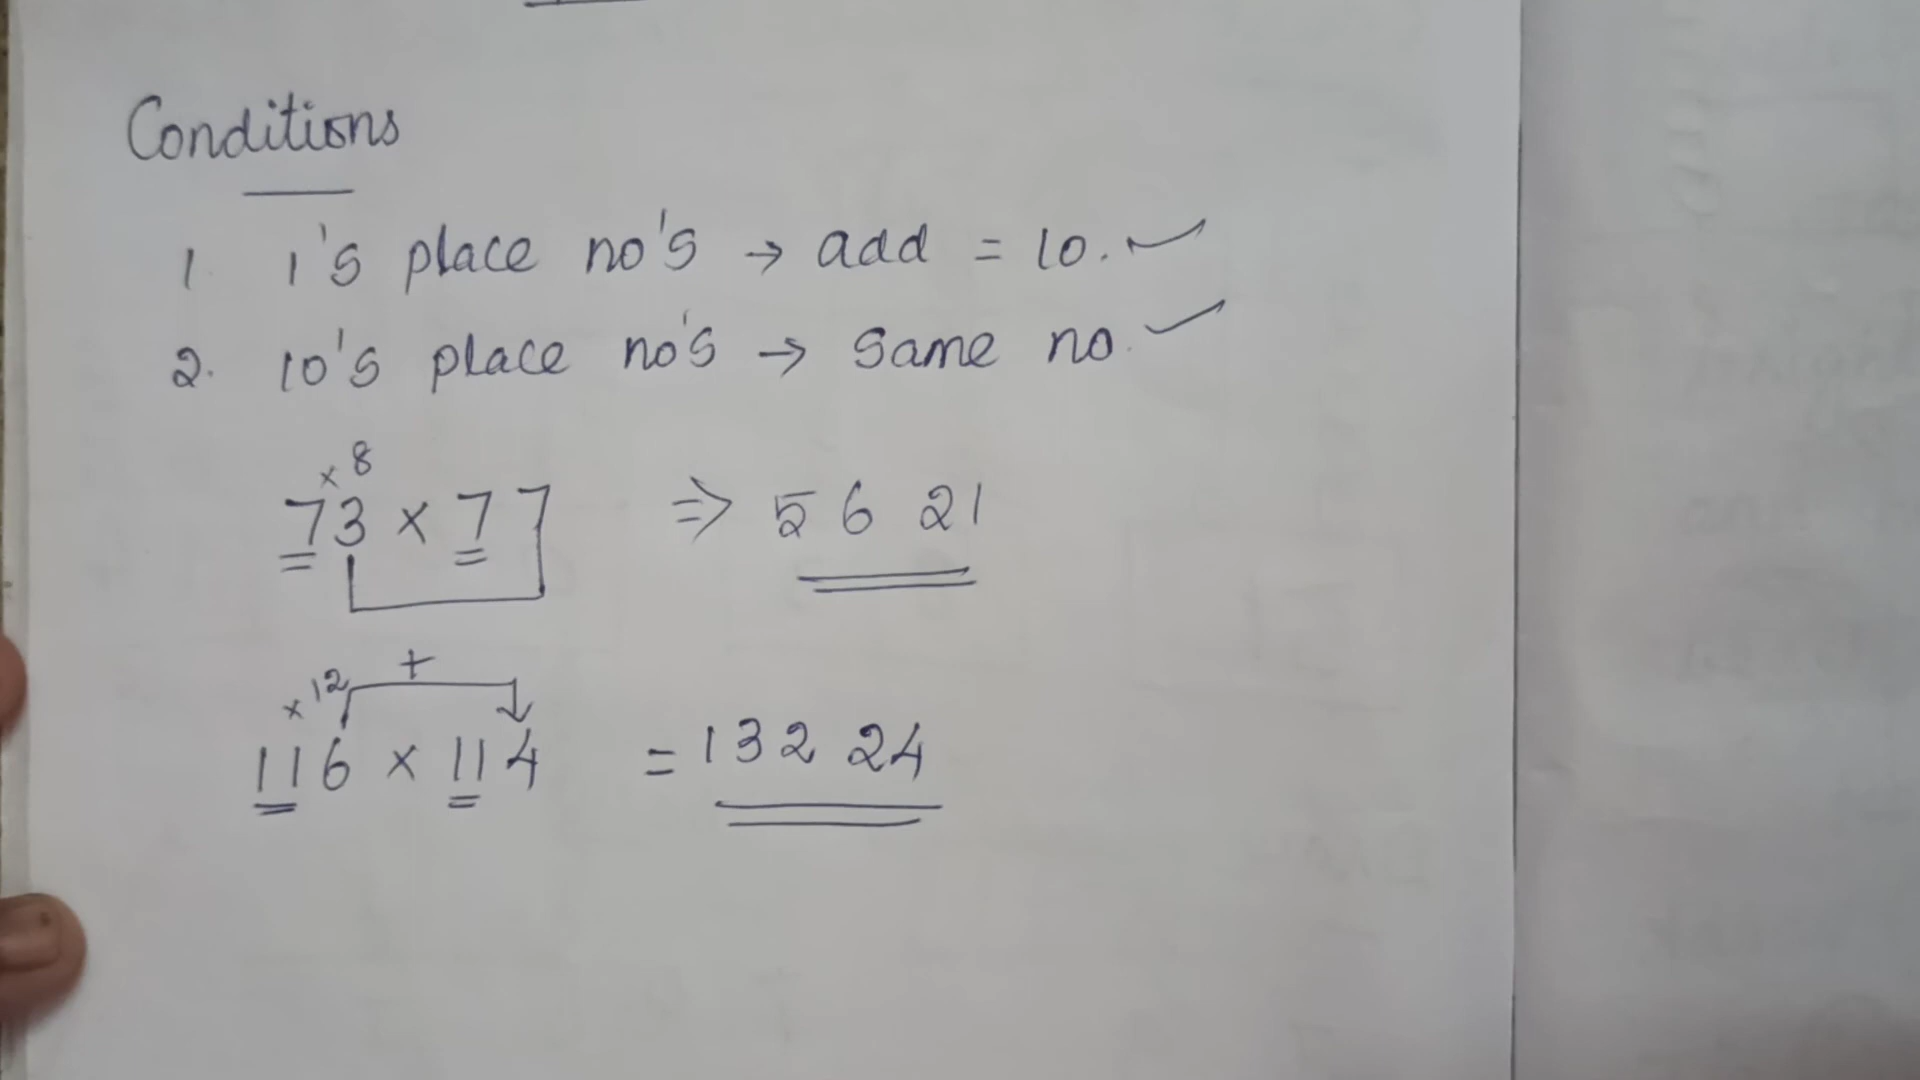 Conditions
1. 1's place no's → add = 10. ✓
2. 10's place no's → same no. ✓
×8
73 × 77 ⇒ 56 21
×12 +
116 × 114 = 132 24